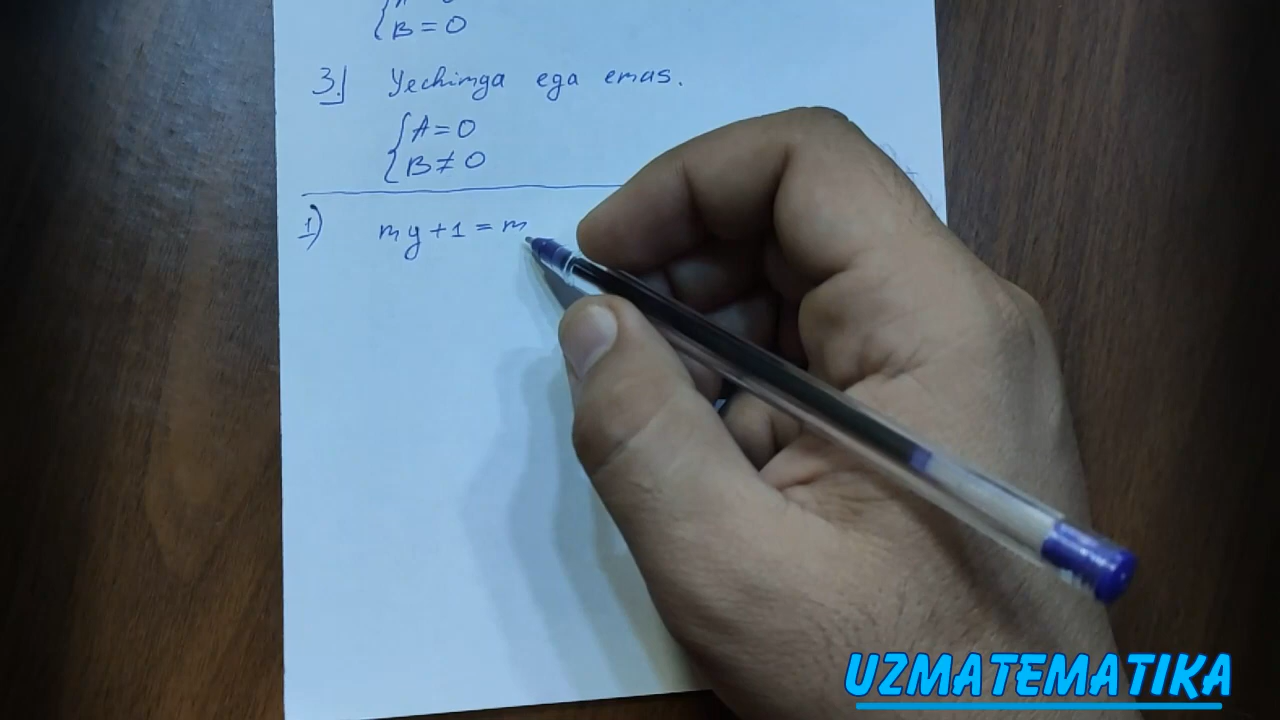 B = 0
3.) Yechimga ega emas.
{ A = 0
B ≠ 0
1) my + 1 = m
UZMATEMATIKA